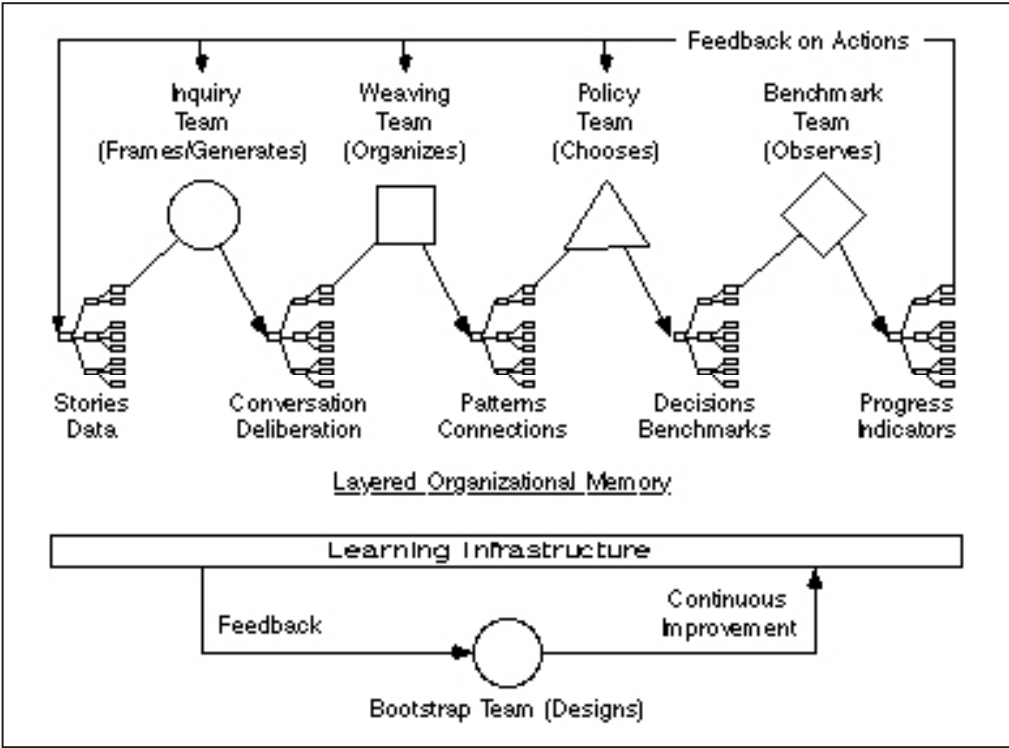 Feedback on Actions
Inquiry
Team
(Frames/Generates)
Weaving
Team
(Organizes)
Policy
Team
(Chooses)
Benchmark
Team
(Observes)
Stories
Data
Conversation
Deliberation
Patterns
Connections
Decisions
Benchmarks
Progress
Indicators
Layered Organizational Memory
Learning Infrastructure
Feedback
Continuous
Improvement
Bootstrap Team (Designs)